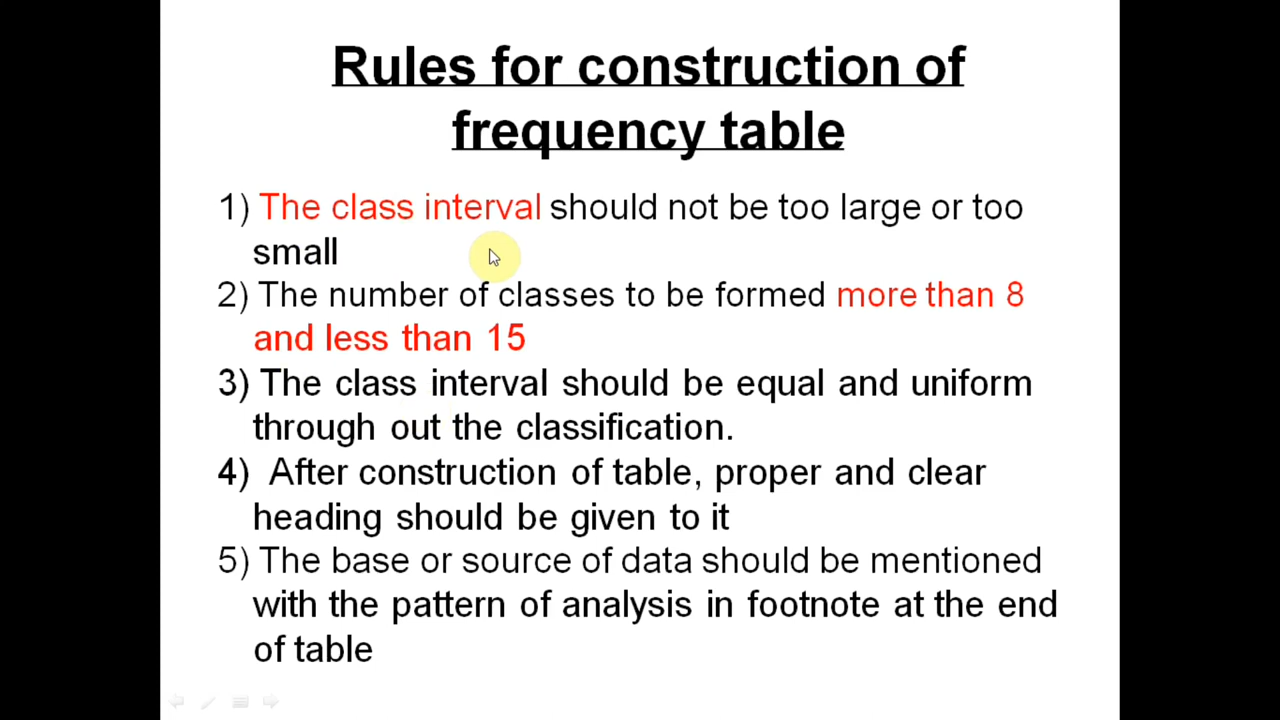 Rules for construction of
frequency table
1) The class interval should not be too large or too
small
2) The number of classes to be formed more than 8
and less than 15
3) The class interval should be equal and uniform
through out the classification.
4) After construction of table, proper and clear
heading should be given to it
5) The base or source of data should be mentioned
with the pattern of analysis in footnote at the end
of table